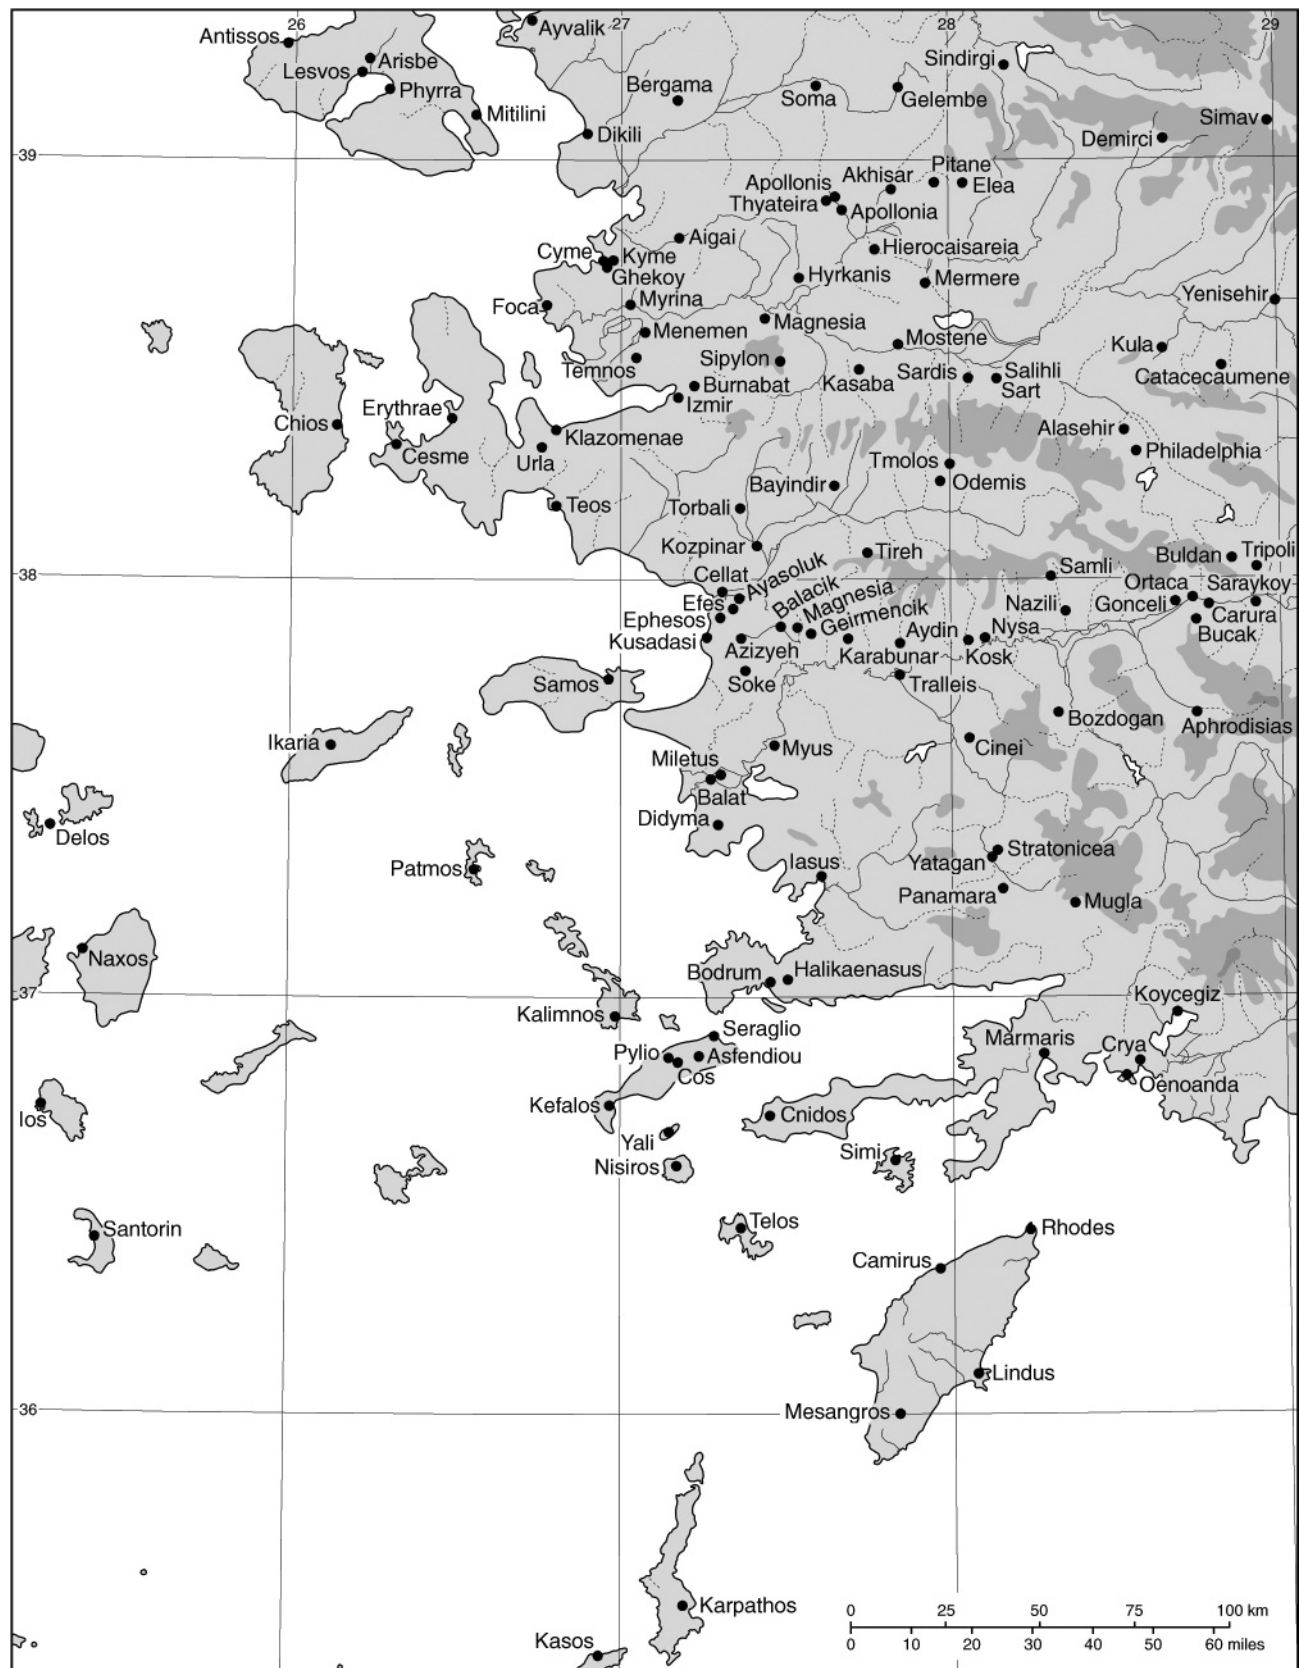 26
27
28
29
Antissos
Arisbe
Lesvos
Phyrra
Mitilini
Ayvalik
Bergama
Dikili
Soma
Gelembe
Sindirgi
Simav
Demirci
39
Pitane
Akhisar
Elea
Apollonis
Thyateira
Apollonia
Aigai
Hierocaisareia
Cyme
Kyme
Ghekoy
Hyrkanis
Mermere
Foca
Myrina
Yenisehir
Magnesia
Menemen
Mostene
Kula
Temnos
Sipylon
Kasaba
Sardis
Salihli
Sart
Catacecaumene
Burnabat
Izmir
Chios
Erythrae
Cesme
Klazomenae
Urla
Alasehir
Philadelphia
Tmolos
Odemis
Bayindir
Teos
Torbali
Kozpinar
Tireh
Buldan
Tripoli
38
Cellat
Samli
Ayasoluk
Efes
Balacik
Magnesia
Geirmencik
Ortaca
Saraykoy
Gonceli
Carura
Bucak
Nazili
Ephesos
Kusadasi
Azizyeh
Karabunar
Aydin
Nysa
Kosk
Soke
Tralleis
Samos
Ikaria
Bozdogan
Aphrodisias
Cinei
Myus
Miletus
Balat
Didyma
Delos
Patmos
Iasus
Yatagan
Stratonicea
Panamara
Mugla
Naxos
Bodrum
Halikaenasus
37
Kalimnos
Koycegiz
Seraglio
Pylio
Asfendiou
Cos
Marmaris
Crya
Oenoanda
Ios
Kefalos
Cnidos
Yali
Nisiros
Simi
Santorin
Telos
Rhodes
Camirus
Lindus
36
Mesangros
Karpathos
Kasos
0 25 50 75 100 km
0 10 20 30 40 50 60 miles